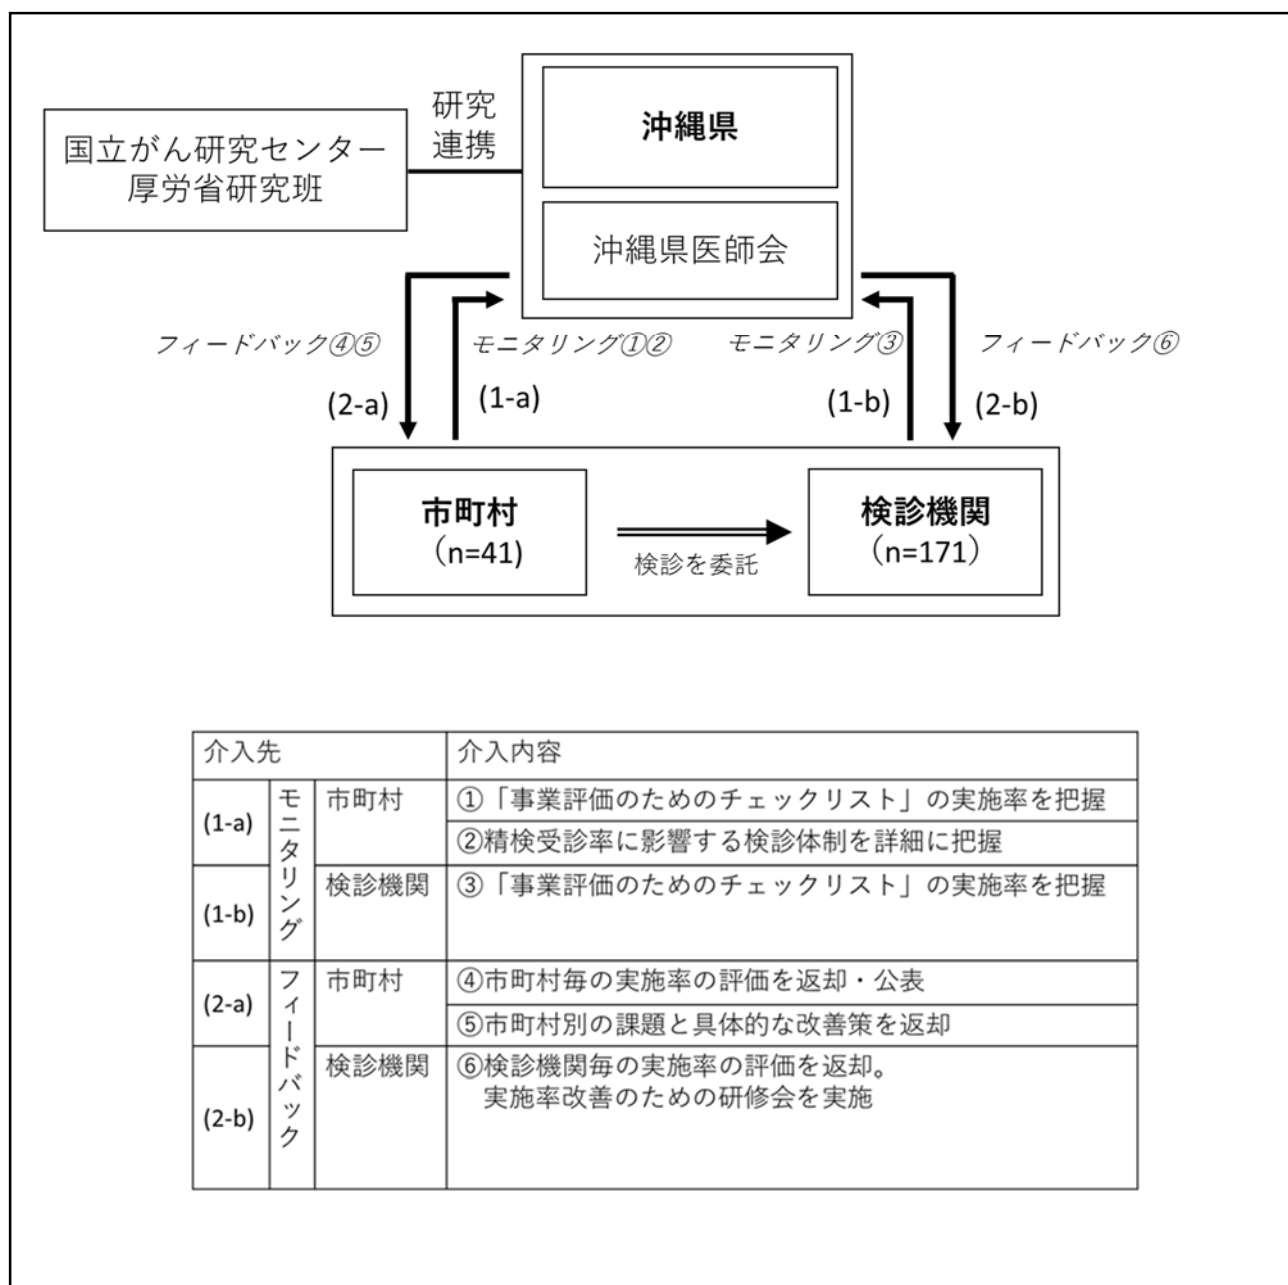 国立がん研究センター
厚労省研究班
研究
連携
沖縄県
沖縄県医師会
フィードバック④⑤
モニタリング①②
モニタリング③
フィードバック⑥
(2-a)
(1-a)
(1-b)
(2-b)
市町村
（n=41)
検診を委託
検診機関
（n=171）
介入先
介入内容
(1-a)
モニタリング
市町村
①「事業評価のためのチェックリスト」の実施率を把握
②精検受診率に影響する検診体制を詳細に把握
(1-b)
検診機関
③「事業評価のためのチェックリスト」の実施率を把握
(2-a)
フィードバック
市町村
④市町村毎の実施率の評価を返却・公表
⑤市町村別の課題と具体的な改善策を返却
(2-b)
検診機関
⑥検診機関毎の実施率の評価を返却。
実施率改善のための研修会を実施